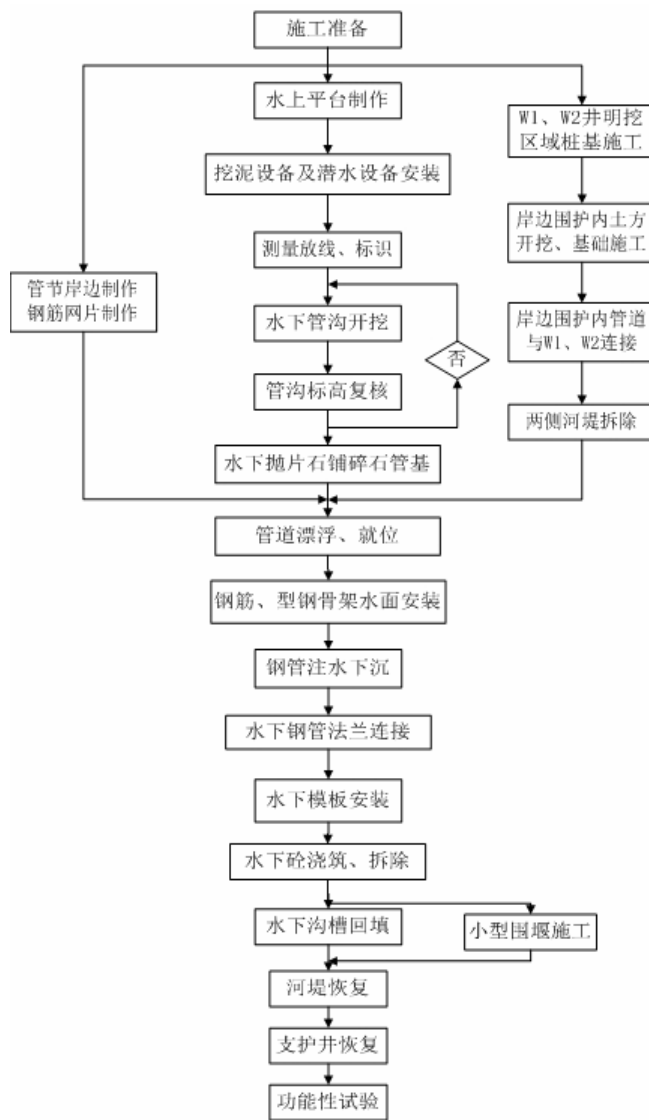 施工准备
水上平台制作
W1、W2井明挖
区域桩基施工
挖泥设备及潜水设备安装
岸边围护内土方
开挖、基础施工
测量放线、标识
管节岸边制作
钢筋网片制作
水下管沟开挖
岸边围护内管道
与W1、W2连接
否
管沟标高复核
两侧河堤拆除
水下抛片石铺碎石管基
管道漂浮、就位
钢筋、型钢骨架水面安装
钢管注水下沉
水下钢管法兰连接
水下模板安装
水下砼浇筑、拆除
水下沟槽回填
小型围堰施工
河堤恢复
支护井恢复
功能性试验